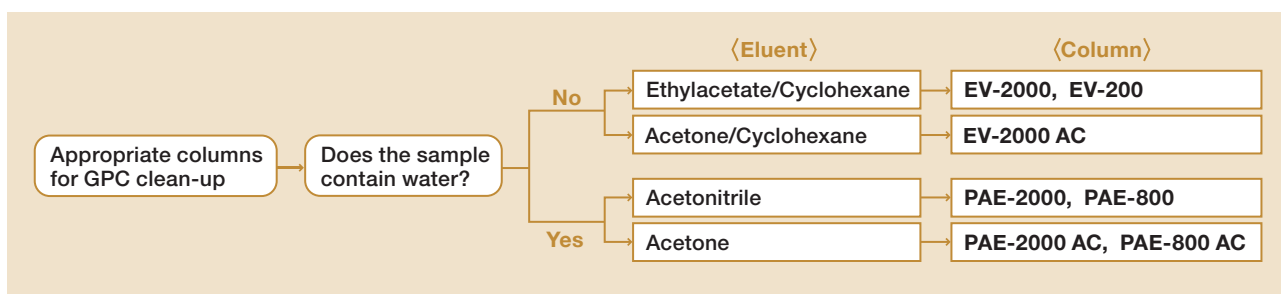 〈Eluent〉 〈Column〉
No
Ethylacetate/Cyclohexane EV-2000, EV-200
Acetone/Cyclohexane EV-2000 AC
Appropriate columns
for GPC clean-up
Does the sample
contain water?
Yes
Acetonitrile PAE-2000, PAE-800
Acetone PAE-2000 AC, PAE-800 AC